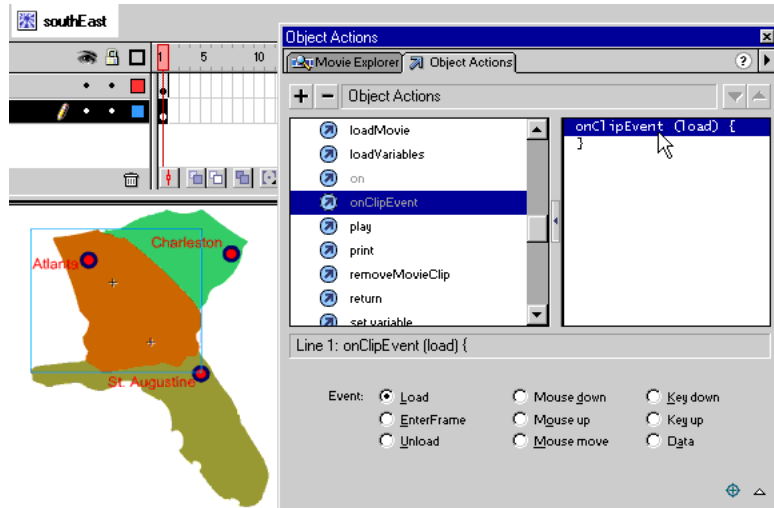 southEast
1 5 10
Object Actions
Movie Explorer Object Actions ?
+ − Object Actions
loadMovie
loadVariables
on
onClipEvent
play
print
removeMovieClip
return
set variable
onClipEvent (load) {
}
Line 1: onClipEvent (load) {
Event: Load Mouse down Key down
EnterFrame Mouse up Key up
Unload Mouse move Data
Charleston
Atlanta
St. Augustine